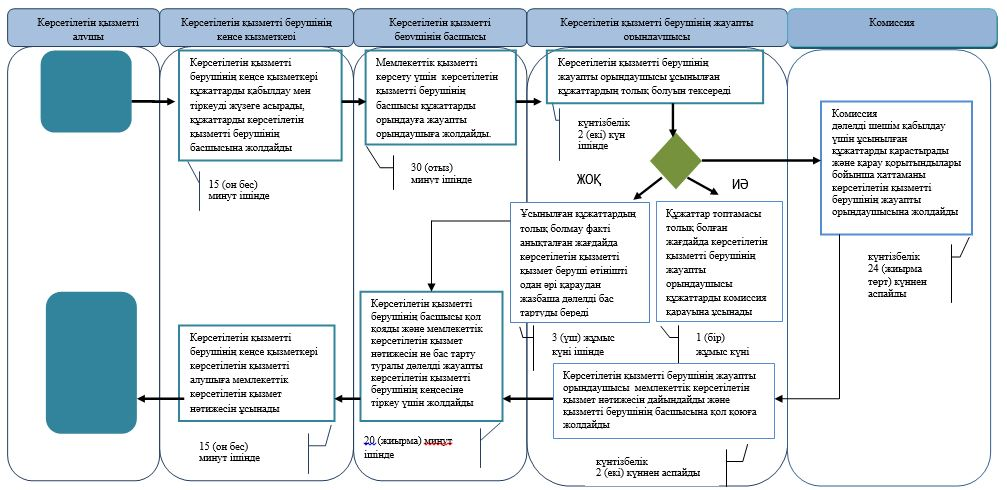 Көрсетілетін қызметті
алушы
Көрсетілетін қызметті берушінің
кеңсе қызметкері
Көрсетілетін қызметті
берушінің басшысы
Көрсетілетін қызметті берушінің жауапты
орындаушысы
Комиссия
Көрсетілетін қызметті
берушінің кеңсе қызметкері
құжаттарды қабылдау мен
тіркеуді жүзеге асырады,
құжаттарды көрсетілетін
қызметті берушінің
басшысына жолдайды
15 (он бес)
минут ішінде
Мемлекеттік қызметті
көрсету үшін көрсетілетін
қызметті берушінің
басшысы құжаттарды
орындауға жауапты
орындаушыға жолдайды.
30 (отыз)
минут ішінде
Көрсетілетін қызметті берушінің
жауапты орындаушысы ұсынылған
құжаттардың толық болуын тексереді
күнтізбелік
2 (екі) күн
ішінде
ЖОҚ
ИӘ
Комиссия
дәлелді шешім қабылдау
үшін ұсынылған
құжаттарды қарастырады
және қарау қорытындылары
бойынша хаттаманы
көрсетілетін қызметті
берушінің жауапты
орындаушысына жолдайды
күнтізбелік
24 (жиырма
төрт) күннен
аспайды
Ұсынылған құжаттардың
толық болмау факті
анықталған жағдайда
көрсетілетін қызметті
қызмет беруші өтінішті
одан әрі қараудан
жазбаша дәлелді бас
тартуды береді
3 (үш) жұмыс
күні ішінде
Құжаттар топтамасы
толық болған
жағдайда көрсетілетін
қызметті берушінің
жауапты
орындаушысы
құжаттарды комиссия
қарауына ұсынады
1 (бір)
жұмыс күні
Көрсетілетін қызметті
берушінің кеңсе қызметкері
көрсетілетін қызметті
алушыға мемлекеттік
көрсетілетін қызмет
нәтижесін ұсынады
15 (он бес)
минут ішінде
Көрсетілетін қызметті
берушінің басшысы қол
қояды және мемлекеттік
көрсетілетін қызмет
нәтижесін не бас тарту
туралы дәлелді жауапты
көрсетілетін қызметті
берушінің кеңсесіне
тіркеу үшін жолдайды
20 (жиырма) минут
ішінде
Көрсетілетін қызметті берушінің жауапты
орындаушысы мемлекеттік көрсетілетін
қызмет нәтижесін дайындайды және
қызметті берушінің басшысына қол қоюға
жолдайды
күнтізбелік
2 (екі) күннен аспайды